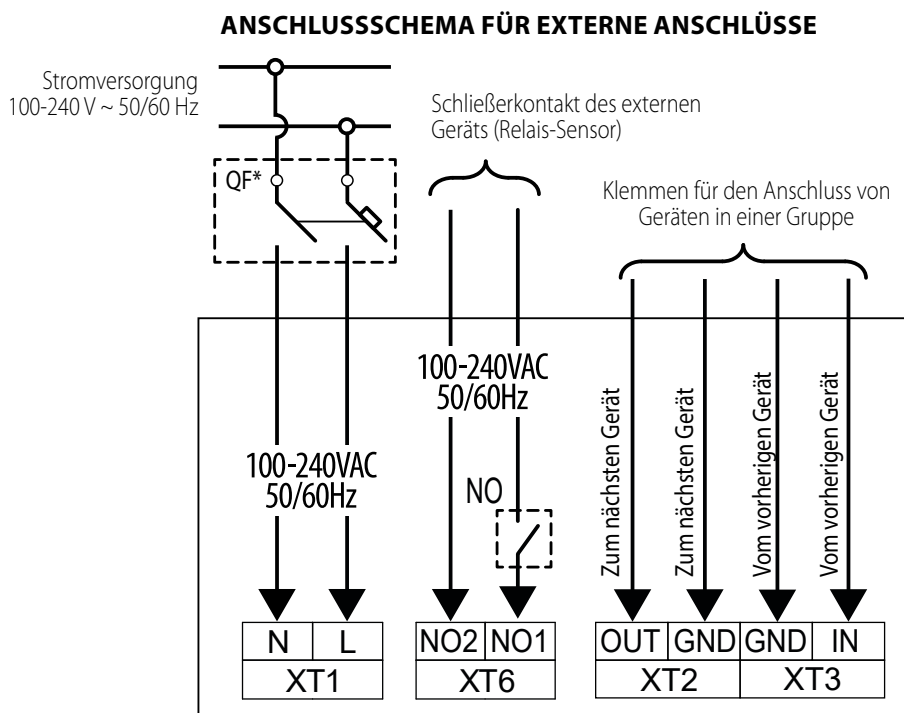 ANSCHLUSSSCHEMA FÜR EXTERNE ANSCHLÜSSE
Stromversorgung
100-240 V ~ 50/60 Hz
Schließerkontakt des externen
Geräts (Relais-Sensor)
QF*
Klemmen für den Anschluss von
Geräten in einer Gruppe
100-240VAC
50/60Hz
100-240VAC
50/60Hz
NO
Zum nächsten Gerät
Zum nächsten Gerät
Vom vorherigen Gerät
Vom vorherigen Gerät
N L
XT1
NO2 NO1
XT6
OUT GND GND IN
XT2 XT3